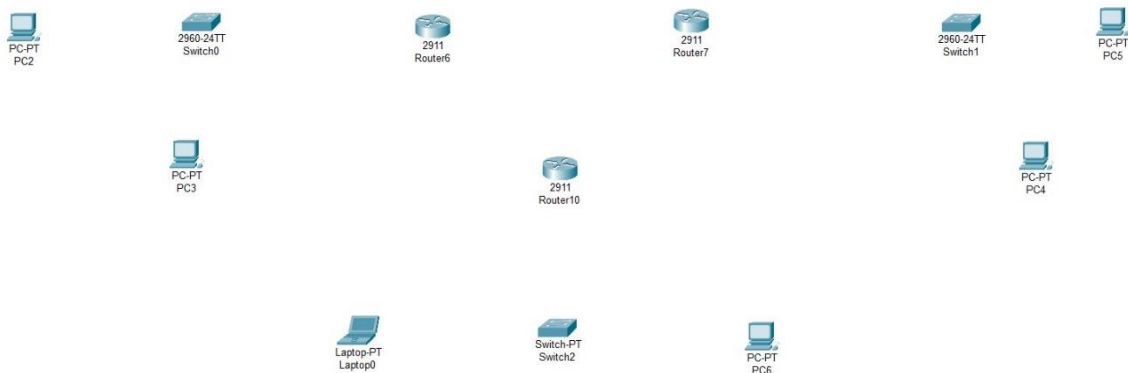 PC-PT
PC2
2960-24TT
Switch0
2911
Router6
2911
Router7
2960-24TT
Switch1
PC-PT
PC5
PC-PT
PC3
2911
Router10
PC-PT
PC4
Laptop-PT
Laptop0
Switch-PT
Switch2
PC-PT
PC6